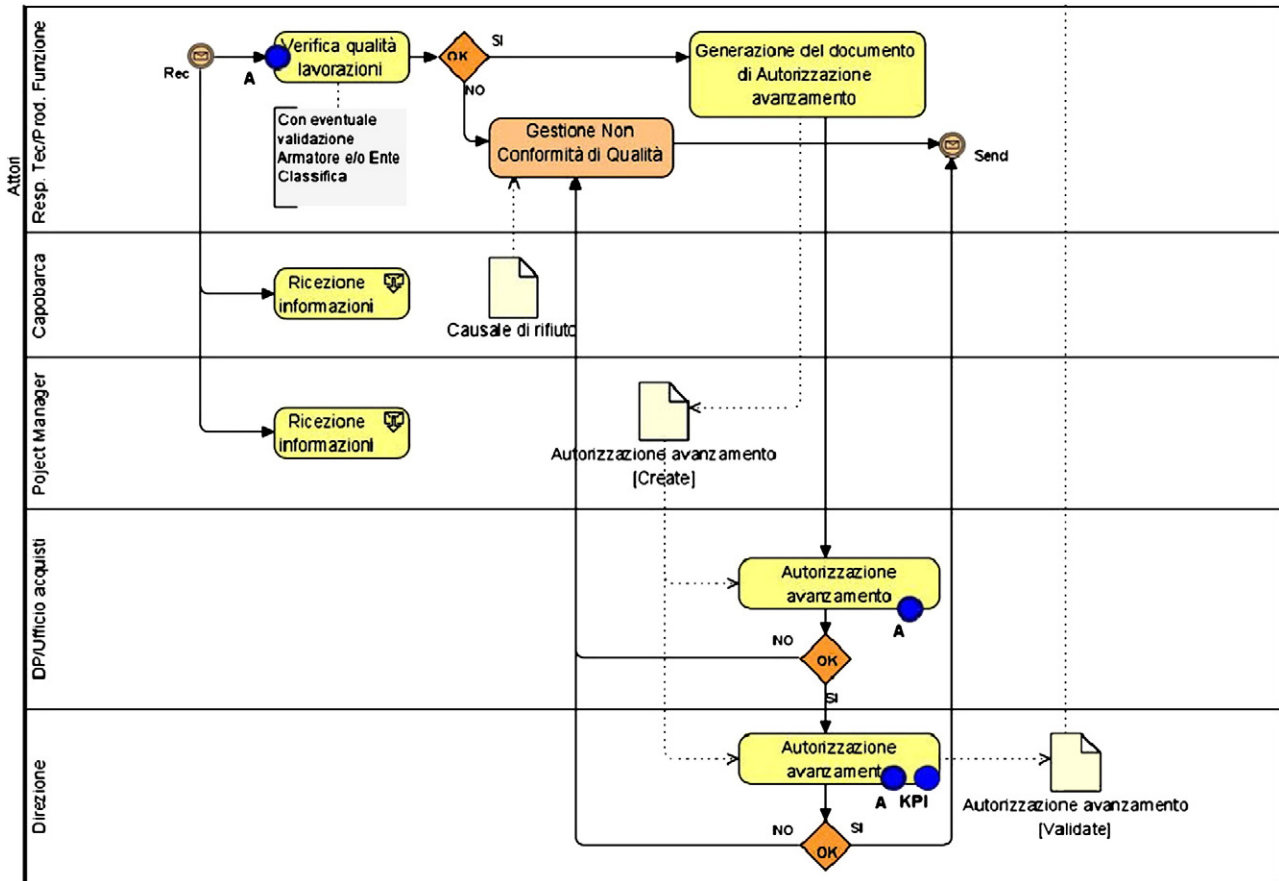 Attori
Resp. Tec/Prod. Funzione
Rec
A
Verifica qualità
lavorazioni
OK
SI
NO
Generazione del documento
di Autorizzazione
avanzamento
Con eventuale
validazione
Armatore e/o Ente
Classifica
Gestione Non
Conformità di Qualità
Send
Capobarca
Ricezione
informazioni
Causale di rifiuto
Poject Manager
Ricezione
informazioni
Autorizzazione avanzamento
[Create]
DP/Ufficio acquisti
Autorizzazione
avanzamento
A
NO
OK
SI
Direzione
Autorizzazione
avanzamento
A KPI
NO
SI
OK
Autorizzazione avanzamento
[Validate]